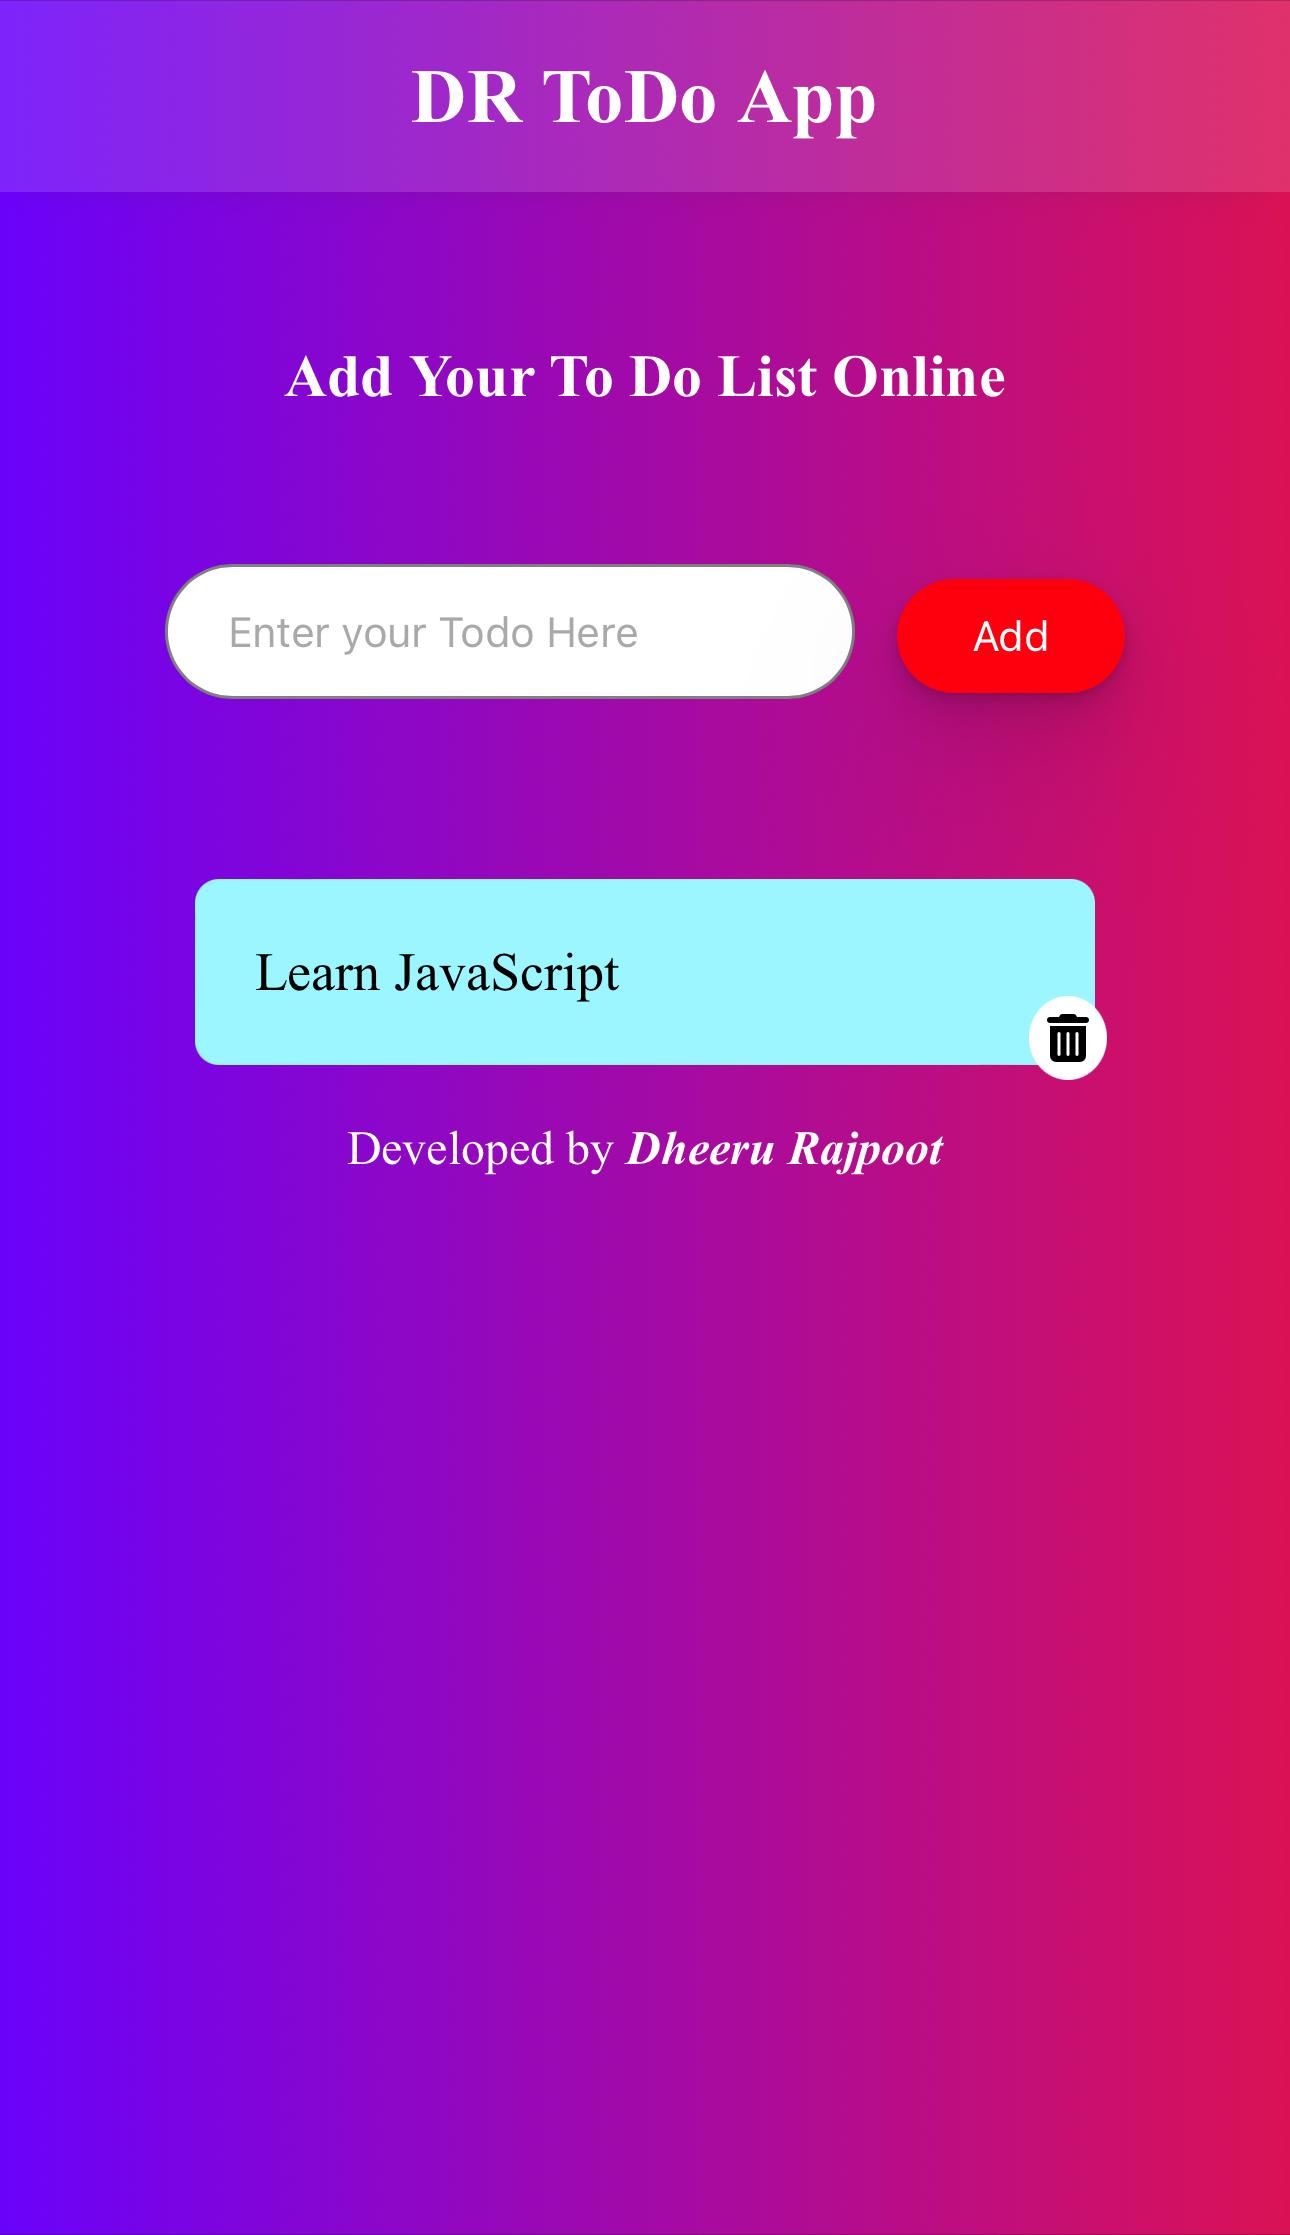 DR ToDo App
Add Your To Do List Online
Enter your Todo Here
Add
Learn JavaScript
Developed by Dheeru Rajpoot